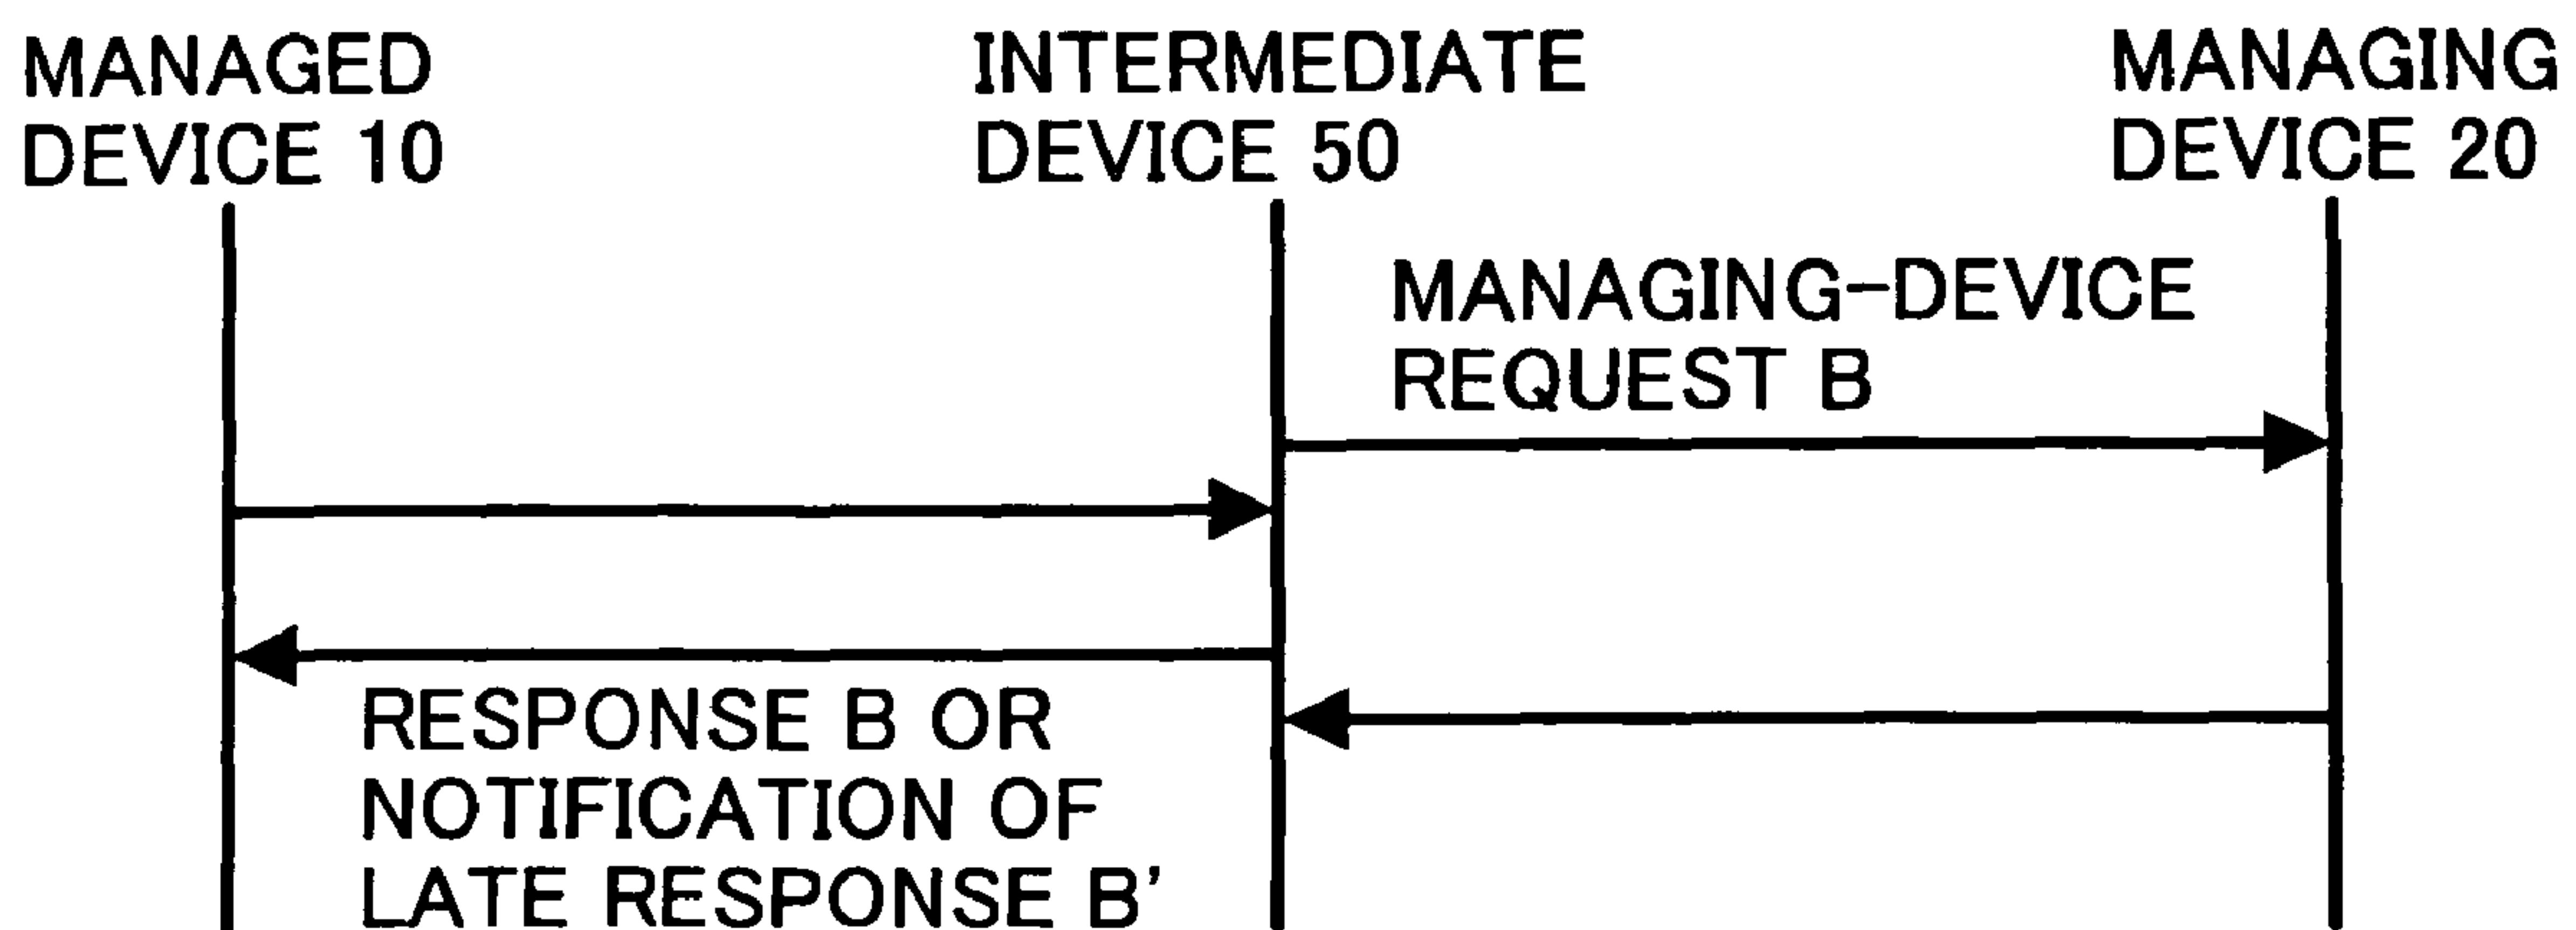 MANAGED
DEVICE 10
INTERMEDIATE
DEVICE 50
MANAGING
DEVICE 20
MANAGING-DEVICE
REQUEST B
RESPONSE B OR
NOTIFICATION OF
LATE RESPONSE B'